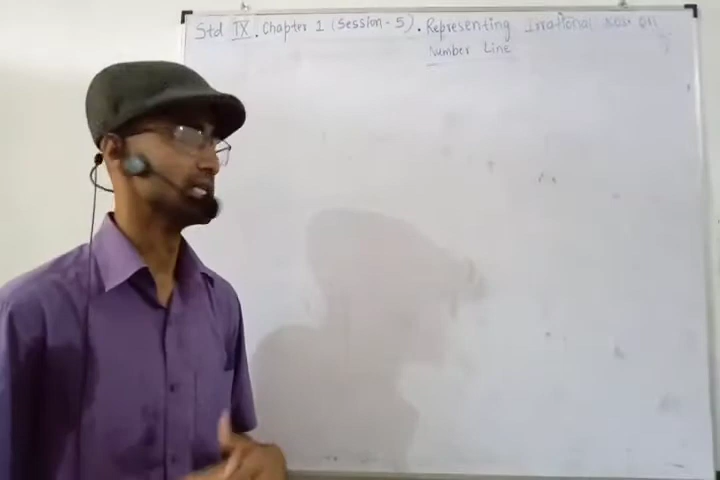 Std IX. Chapter 1 (Session - 5). Representing Irrational Nos. on
Number Line